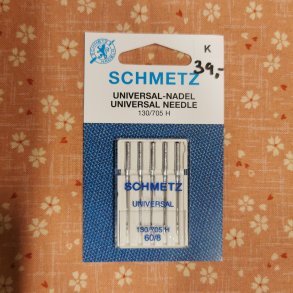 K
39,-
SCHMETZ
UNIVERSAL-NADEL
UNIVERSAL NEEDLE
130/705 H
SCHMETZ
UNIVERSAL
130/705 H
60/8